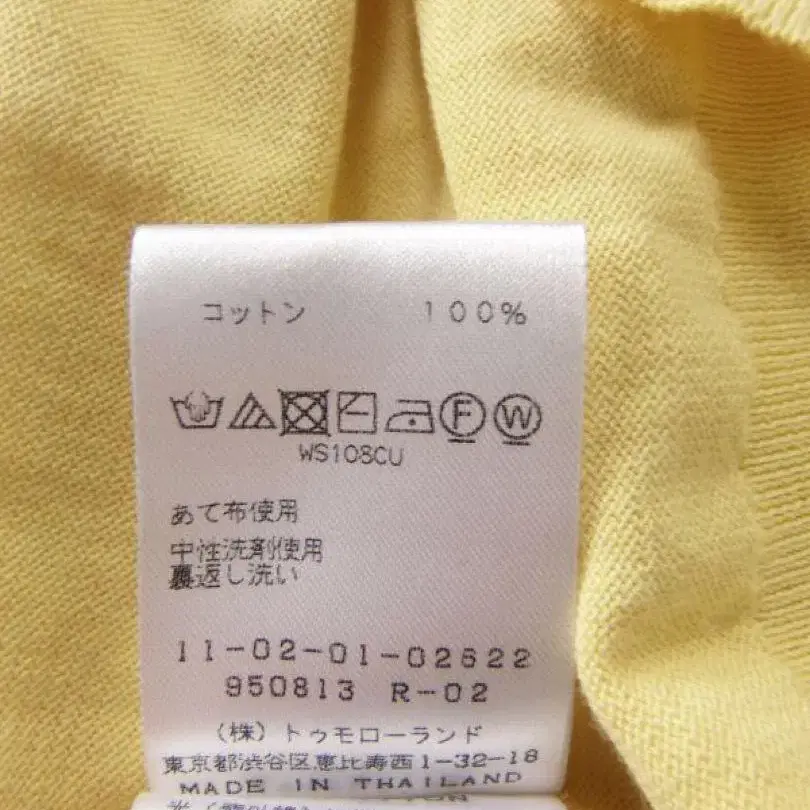 コットン 100%
F W
WS108CU
あて布使用
中性洗剤使用
裏返し洗い
11-02-01-02622
950813 R-02
(株)トゥモローランド
東京都渋谷区恵比寿西1-32-18
MADE IN THAILAND